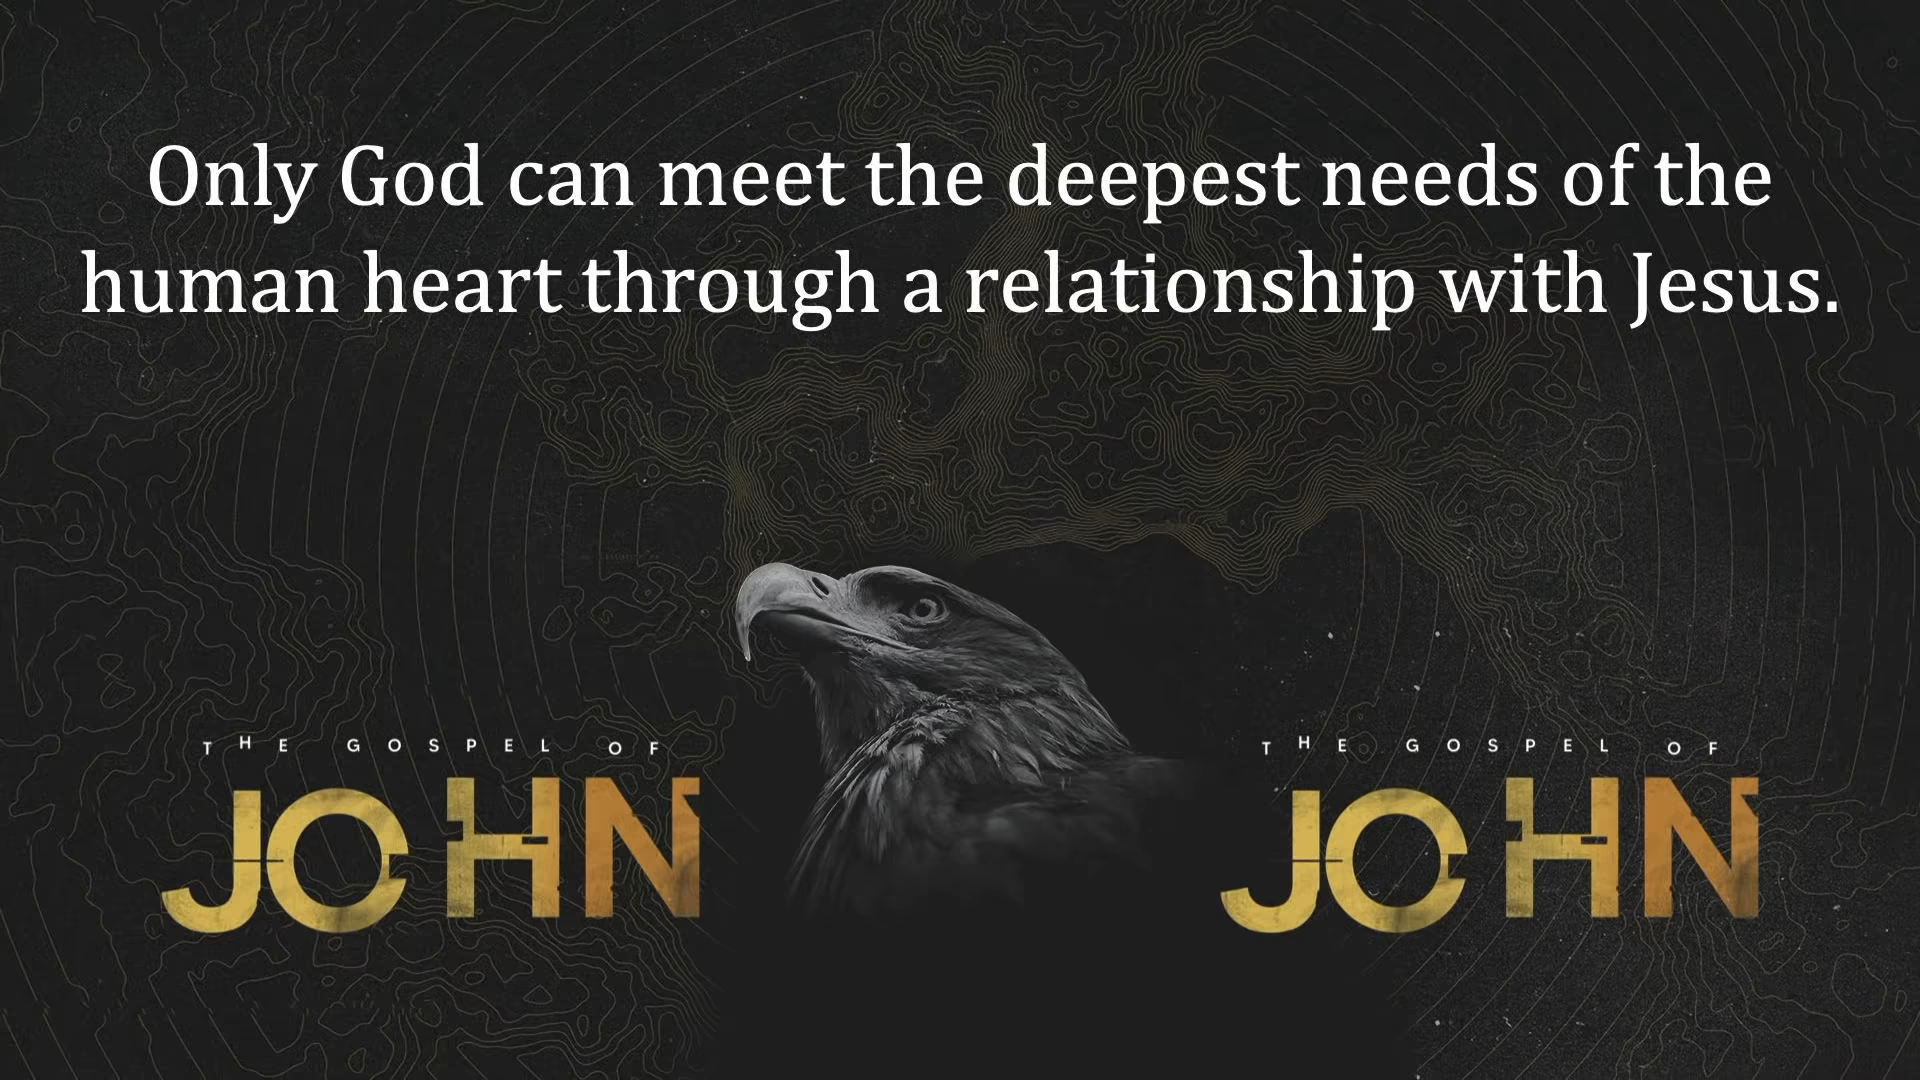 Only God can meet the deepest needs of the
human heart through a relationship with Jesus.
THE GOSPEL OF
JOHN
THE GOSPEL OF
JOHN